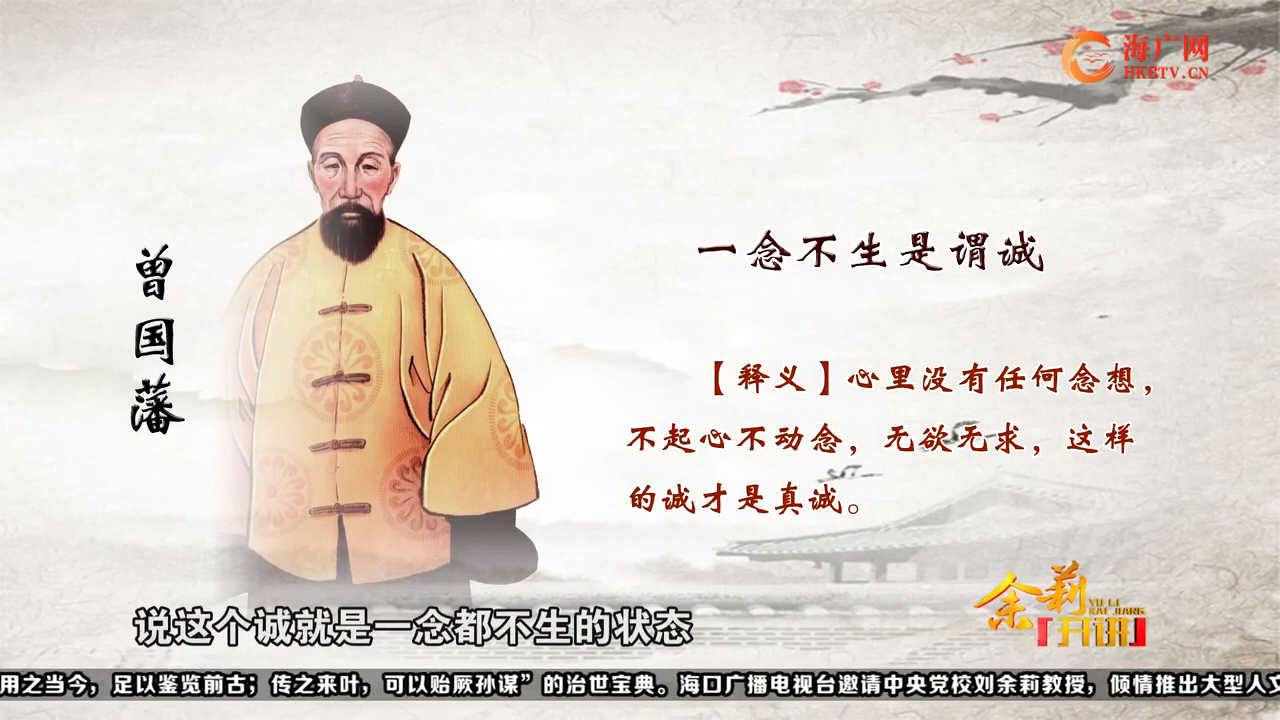 海广网
HKBTV.CN
曾国藩
一念不生是谓诚
【释义】心里没有任何念想，
不起心不动念，无欲无求，这样
的诚才是真诚。
余莉
YU LI
KAI JIANG
「开讲」
说这个诚就是一念都不生的状态
用之当今，足以鉴览前古；传之来叶，可以贻厥孙谋”的治世宝典。海口广播电视台邀请中央党校刘余莉教授，倾情推出大型人文